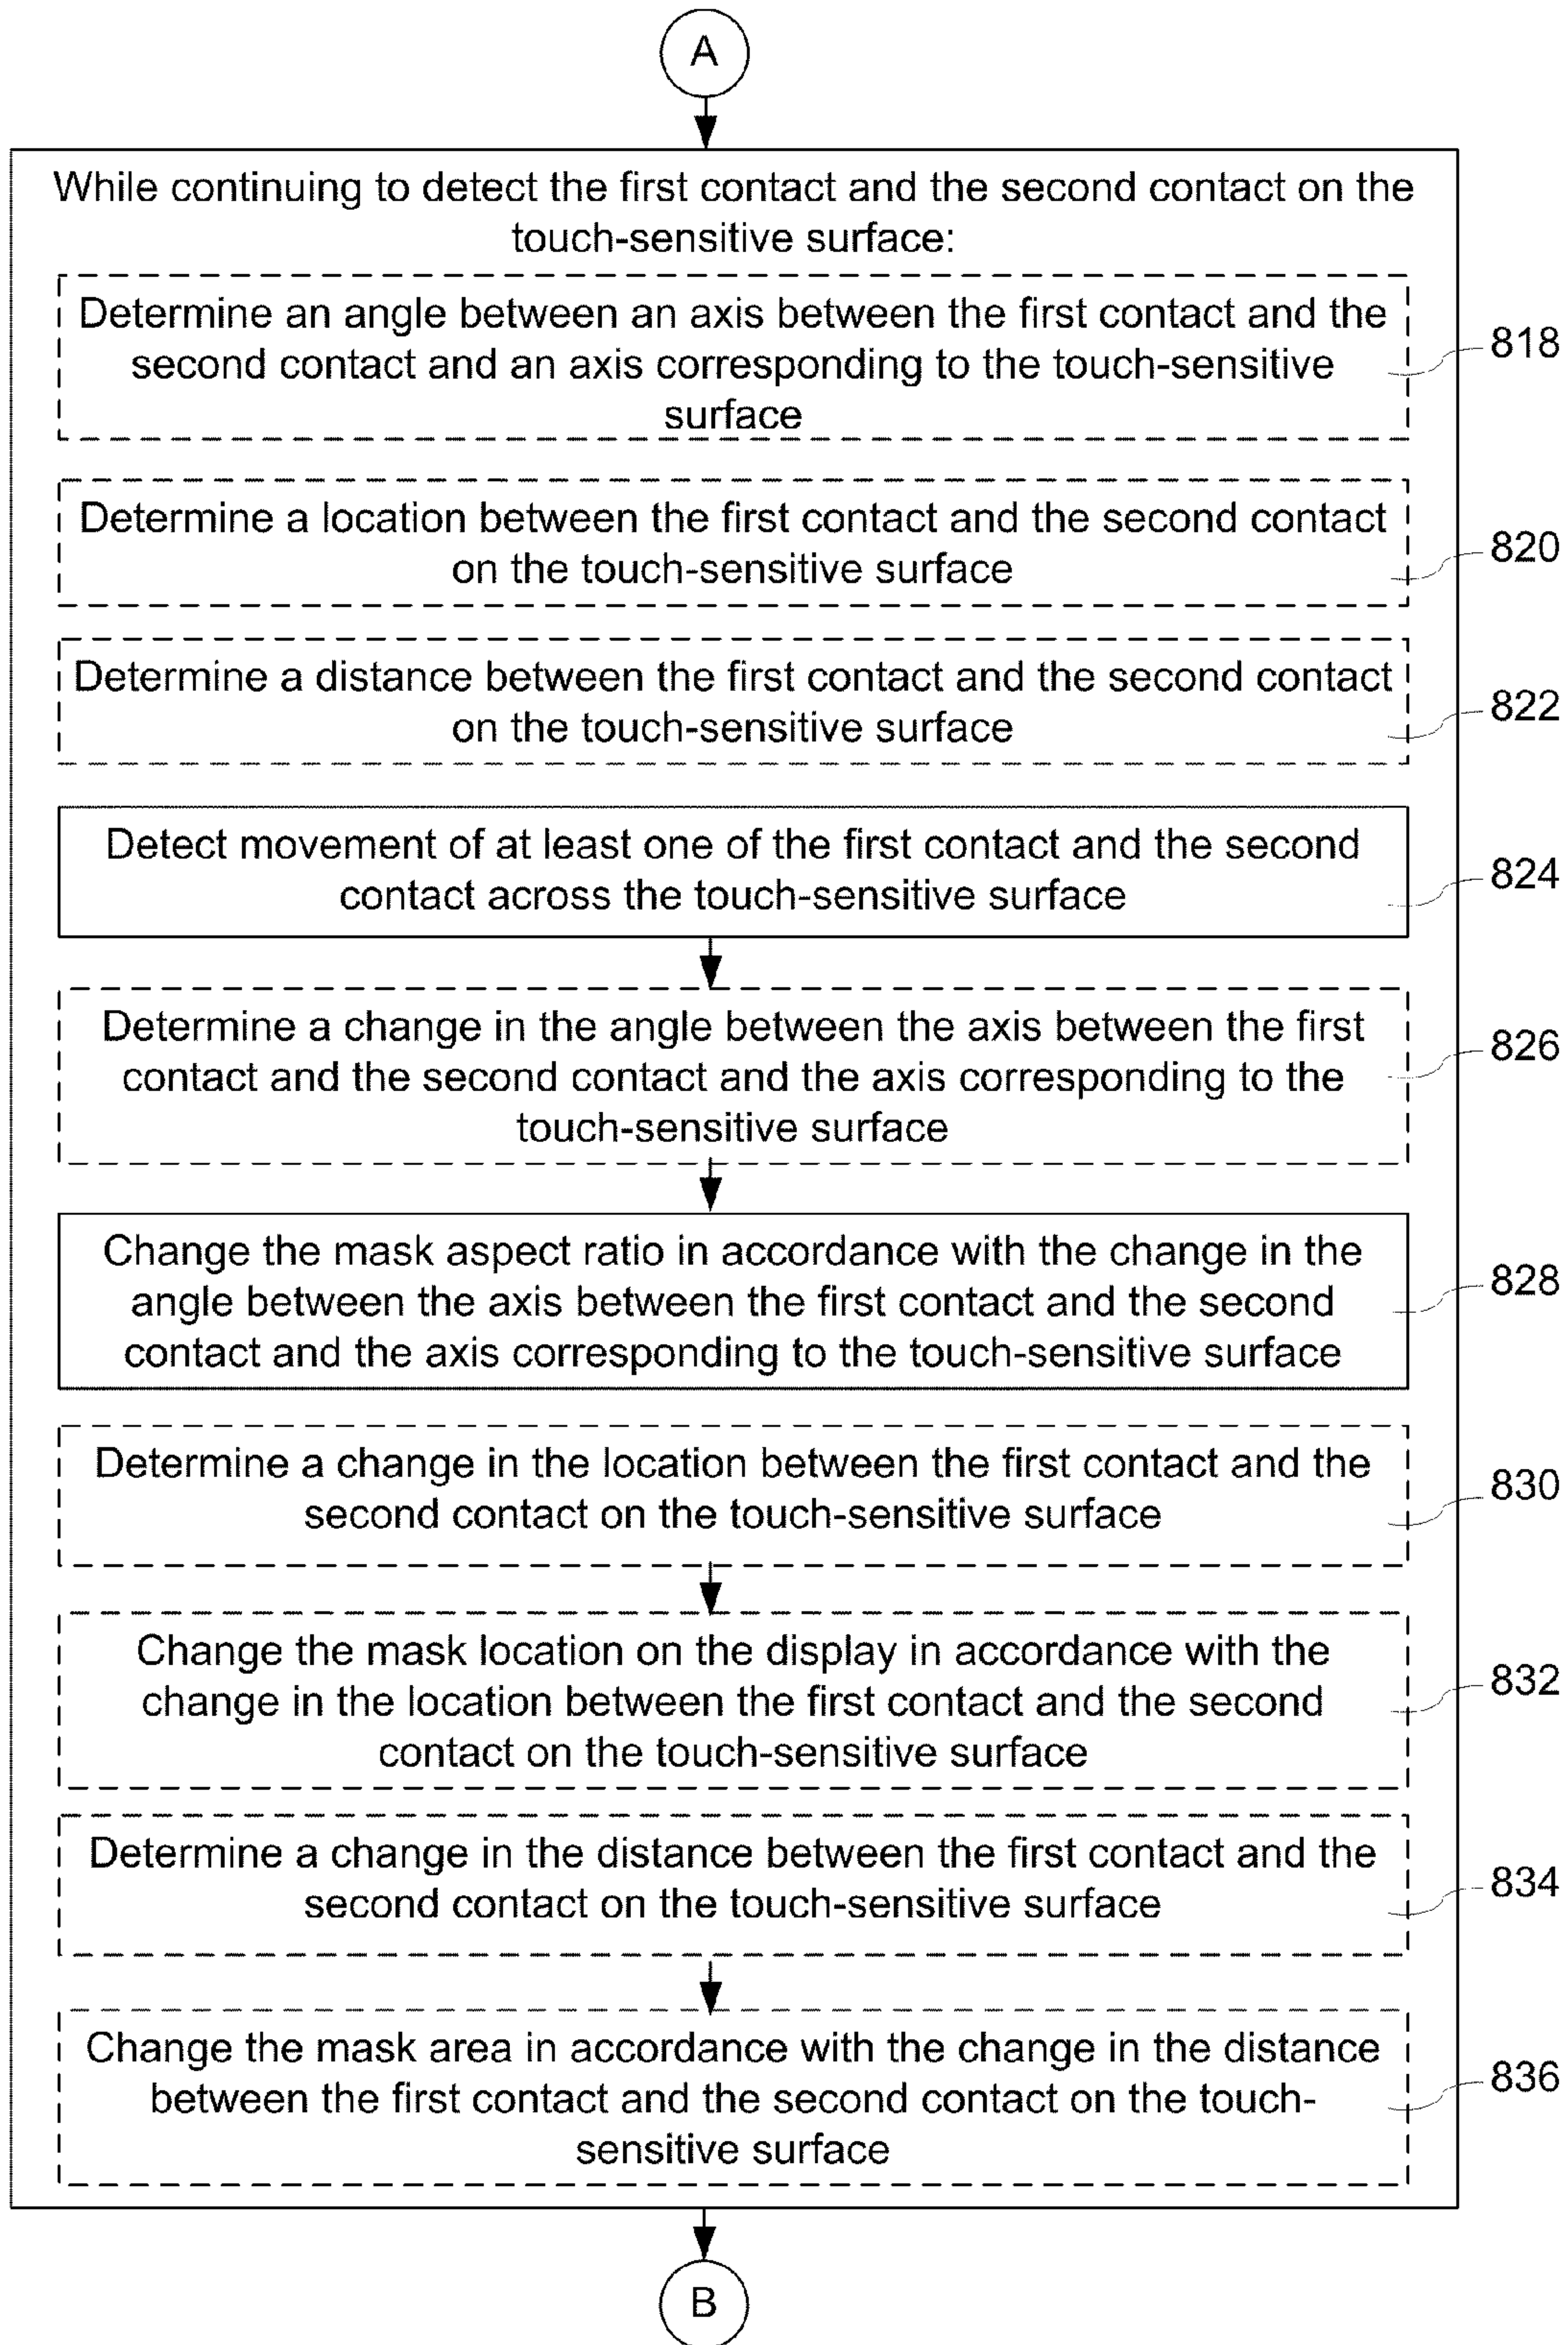 A
While continuing to detect the first contact and the second contact on the
touch-sensitive surface:
Determine an angle between an axis between the first contact and the
second contact and an axis corresponding to the touch-sensitive
surface
818
Determine a location between the first contact and the second contact
on the touch-sensitive surface
820
Determine a distance between the first contact and the second contact
on the touch-sensitive surface
822
Detect movement of at least one of the first contact and the second
contact across the touch-sensitive surface
824
Determine a change in the angle between the axis between the first
contact and the second contact and the axis corresponding to the
touch-sensitive surface
826
Change the mask aspect ratio in accordance with the change in the
angle between the axis between the first contact and the second
contact and the axis corresponding to the touch-sensitive surface
828
Determine a change in the location between the first contact and the
second contact on the touch-sensitive surface
830
Change the mask location on the display in accordance with the
change in the location between the first contact and the second
contact on the touch-sensitive surface
832
Determine a change in the distance between the first contact and the
second contact on the touch-sensitive surface
834
Change the mask area in accordance with the change in the distance
between the first contact and the second contact on the touch-
sensitive surface
836
B